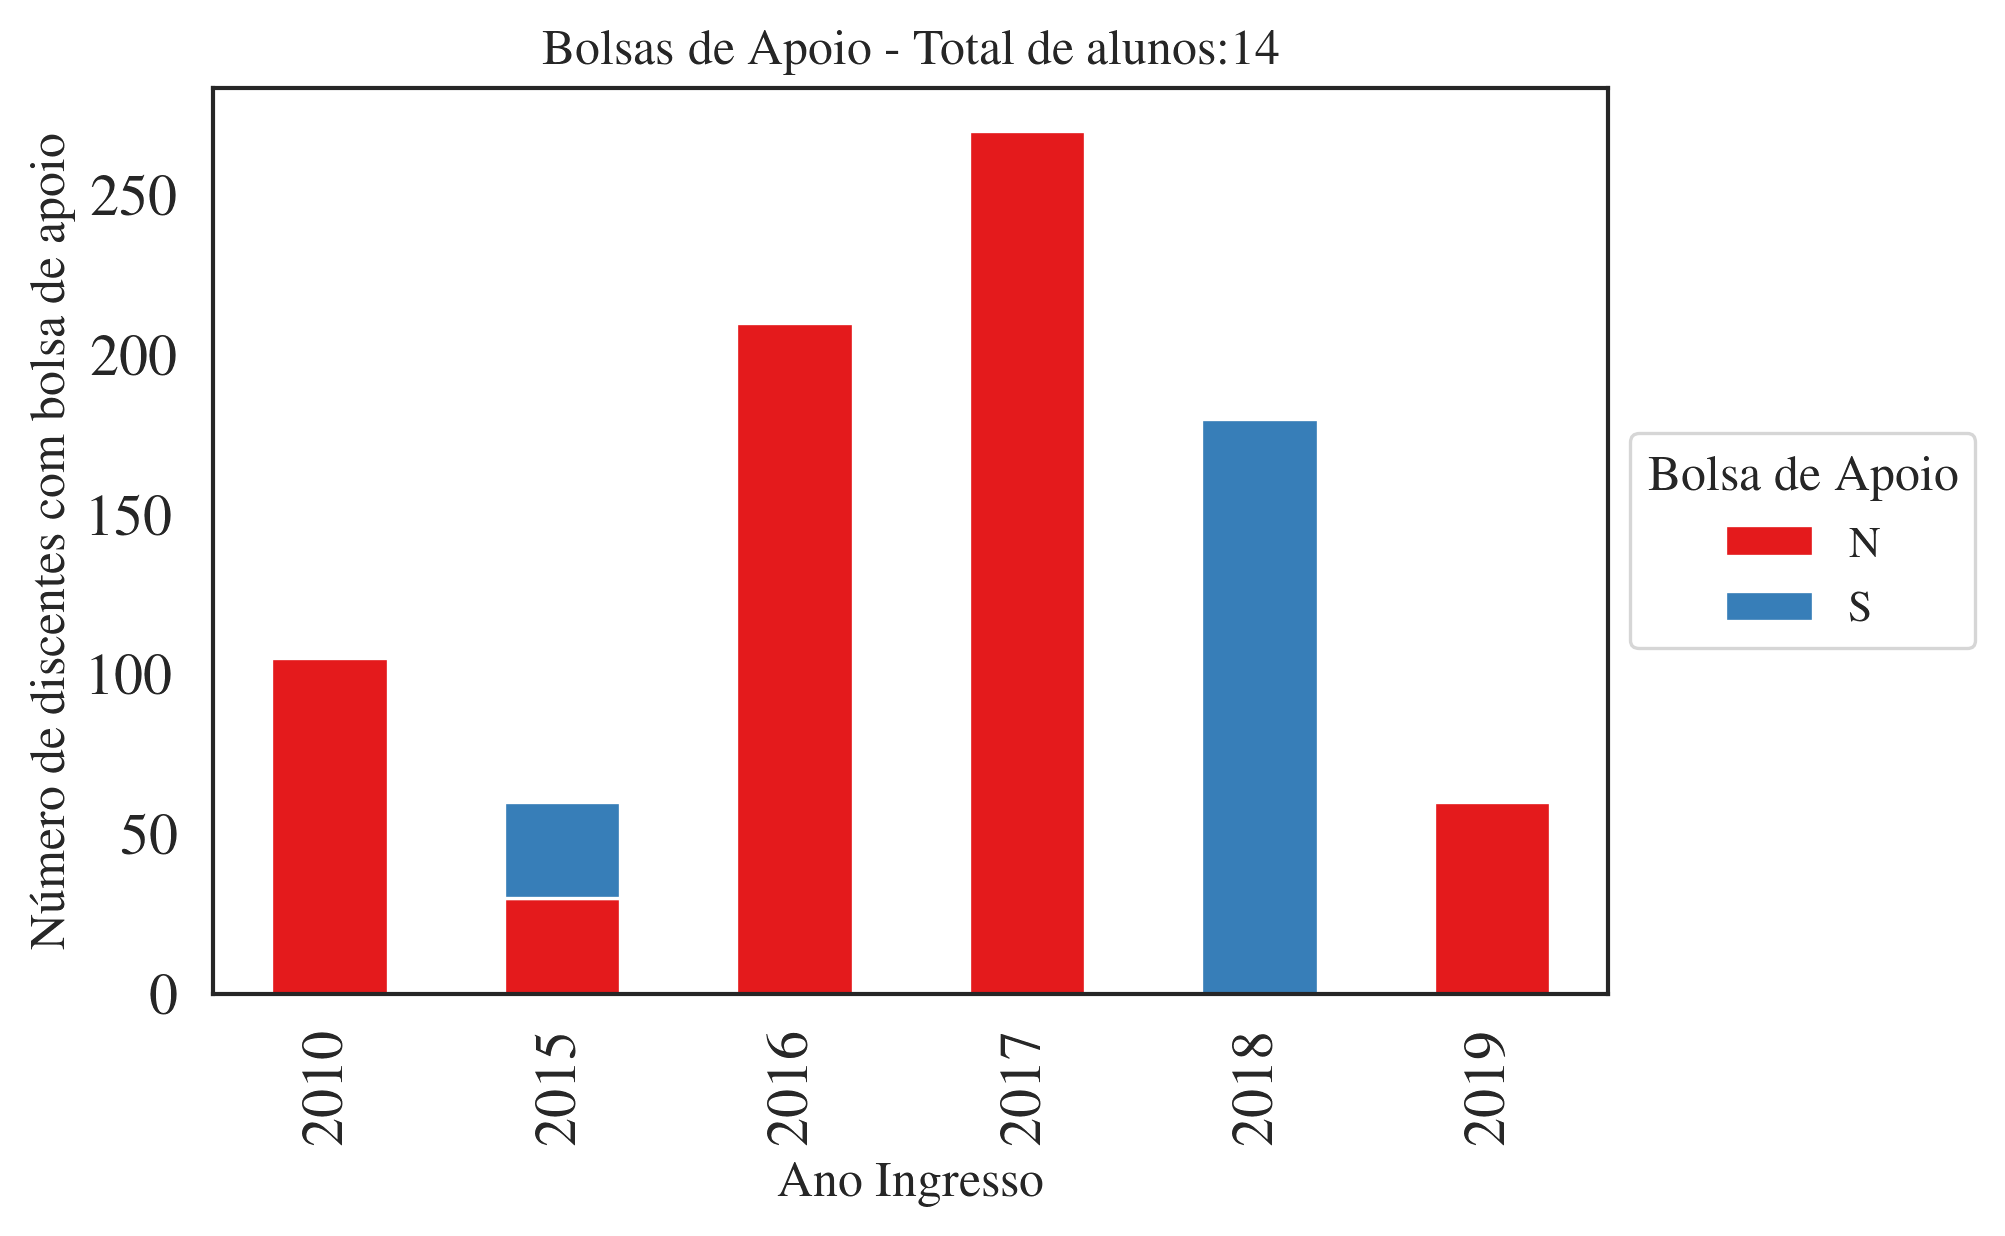 Bolsas de Apoio - Total de alunos:14
Número de discentes com bolsa de apoio
250
200
150
100
50
0
2010
2015
2016
2017
2018
2019
Ano Ingresso
Bolsa de Apoio
N
S